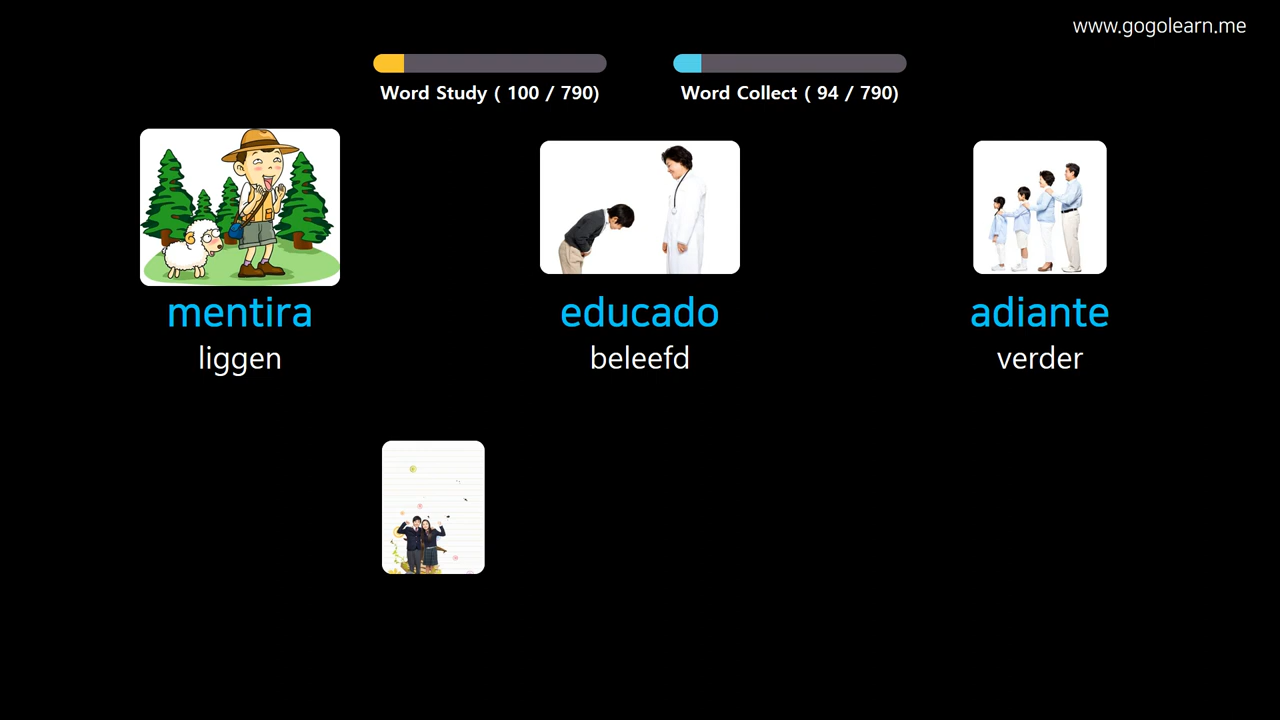 www.gogolearn.me
Word Study ( 100 / 790)
Word Collect ( 94 / 790)
mentira
liggen
educado
beleefd
adiante
verder